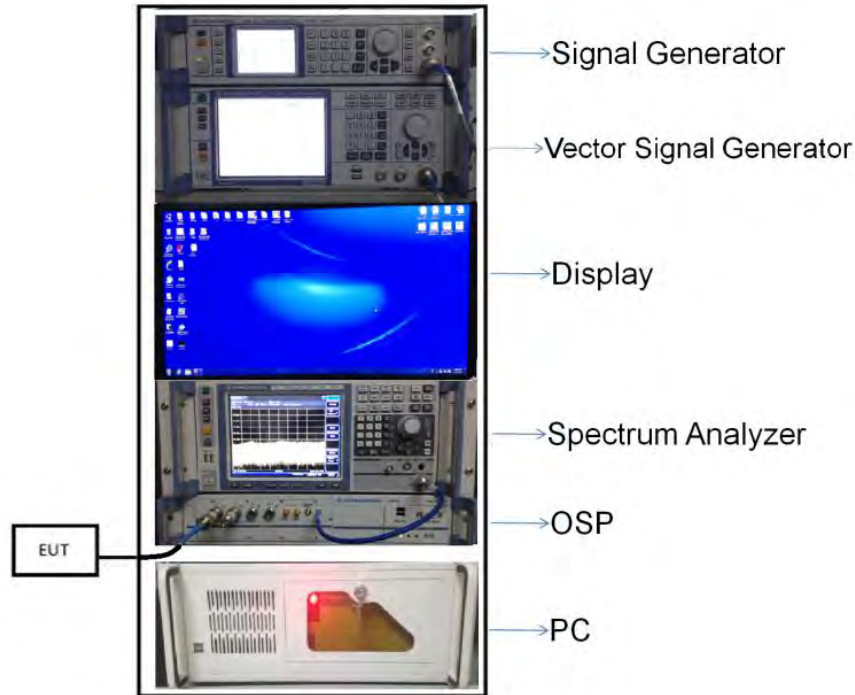 Signal Generator
Vector Signal Generator
Display
Spectrum Analyzer
OSP
EUT
PC